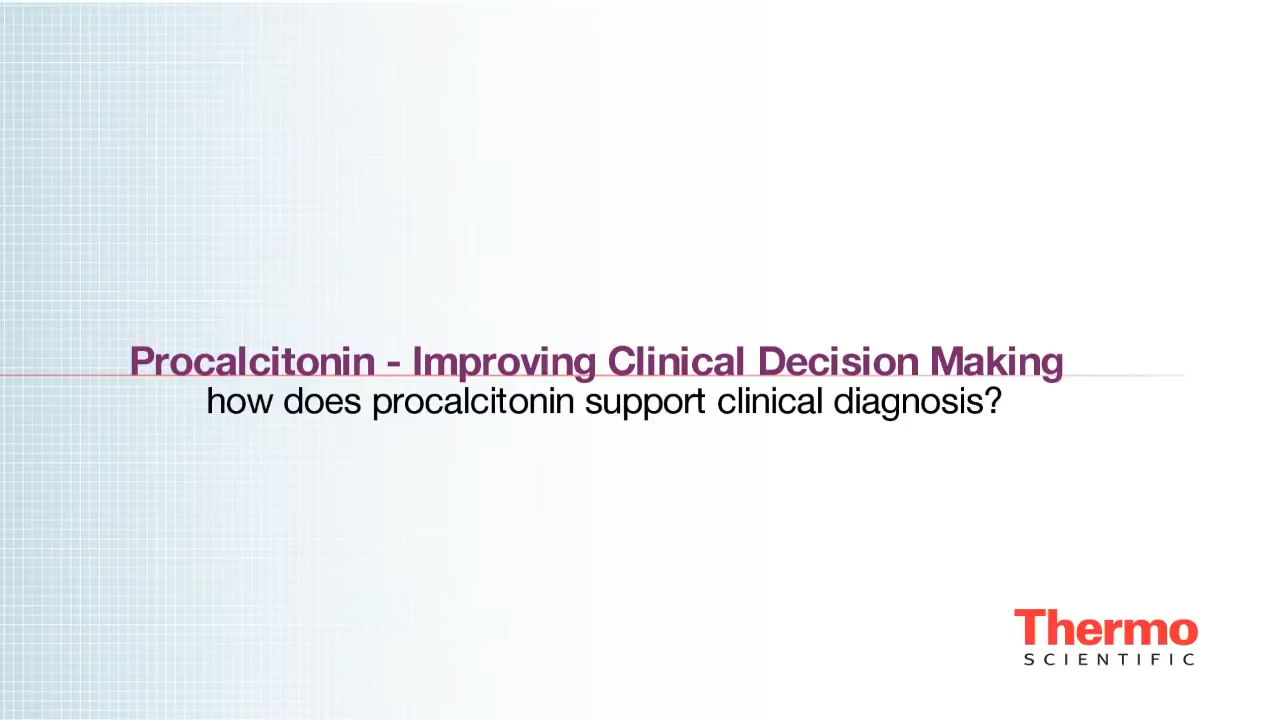 Procalcitonin - Improving Clinical Decision Making
how does procalcitonin support clinical diagnosis?
Thermo
SCIENTIFIC